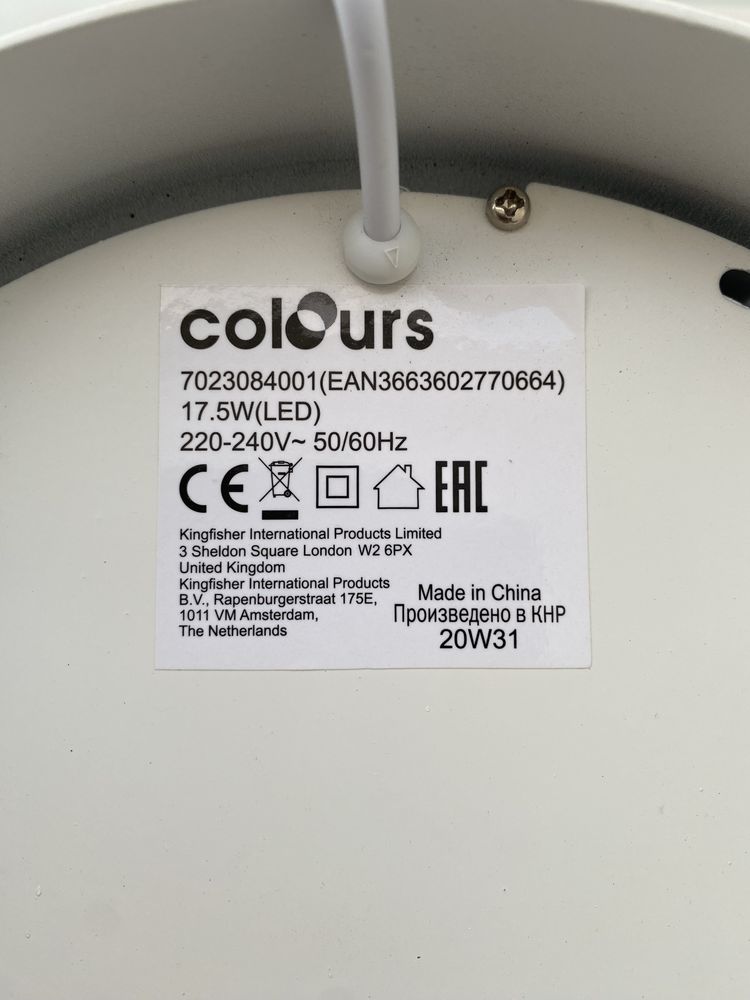 colours
7023084001(EAN3663602770664)
17.5W(LED)
220-240V~ 50/60Hz
CE EAC
Kingfisher International Products Limited
3 Sheldon Square London W2 6PX
United Kingdom
Kingfisher International Products
B.V., Rapenburgerstraat 175E,
1011 VM Amsterdam,
The Netherlands
Made in China
Произведено в КНР
20W31